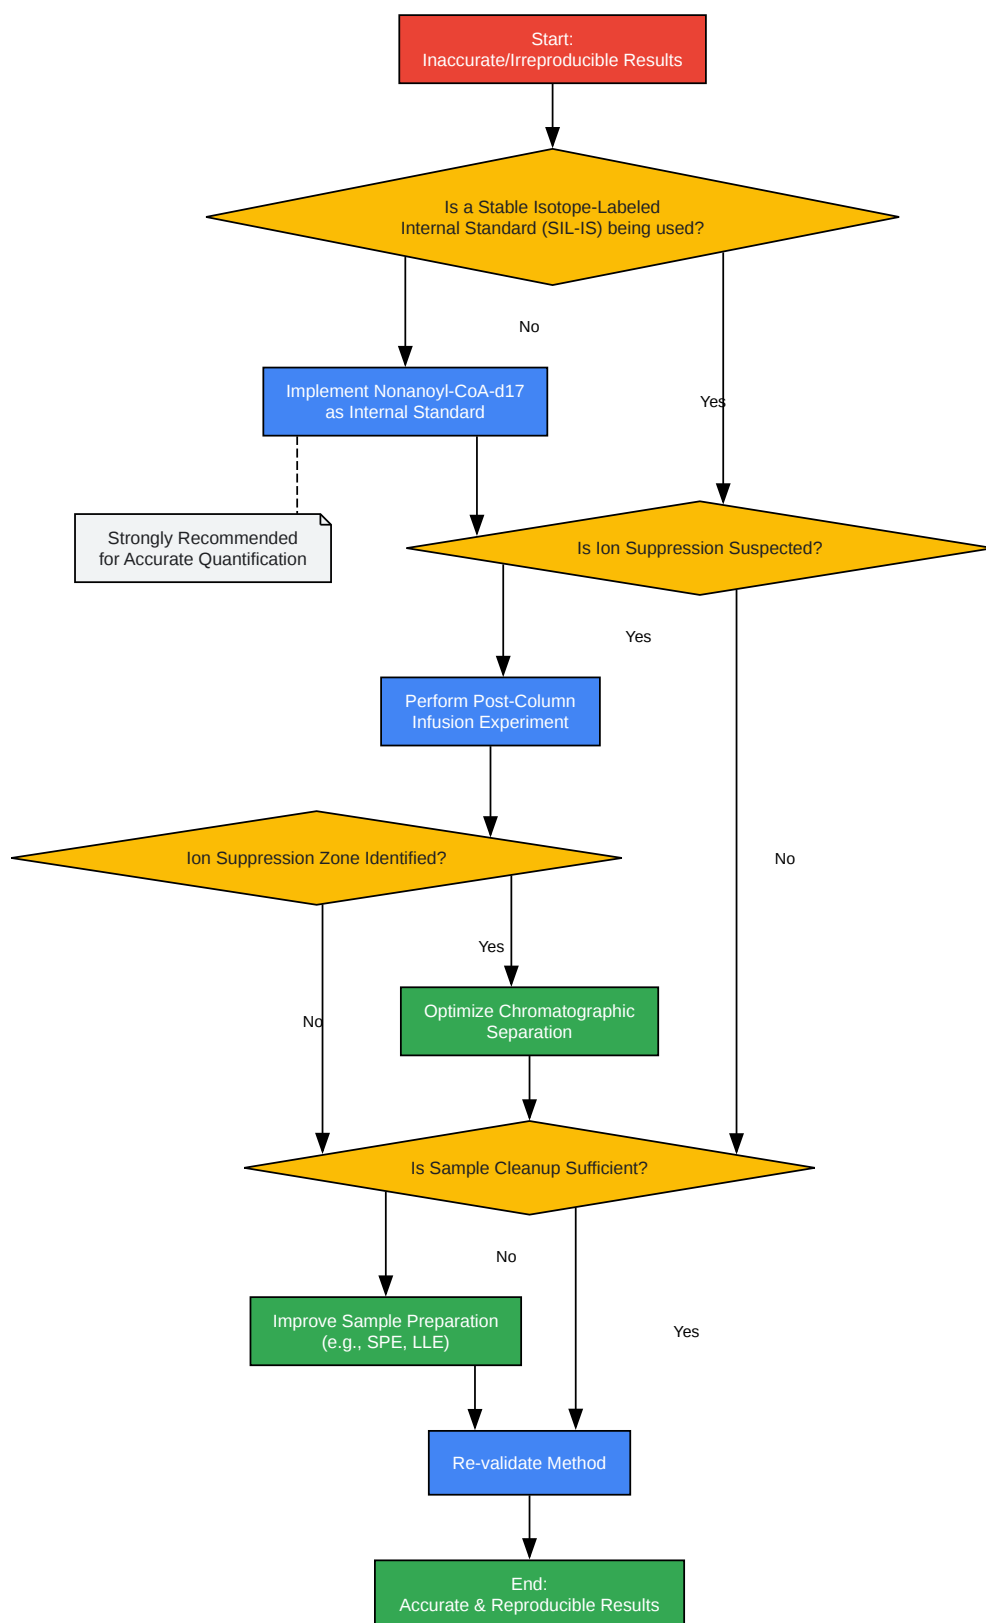 Start:
Inaccurate/Irreproducible Results
Is a Stable Isotope-Labeled
Internal Standard (SIL-IS) being used?
No
Implement Nonanoyl-CoA-d17
as Internal Standard
Yes
Strongly Recommended
for Accurate Quantification
Is Ion Suppression Suspected?
Yes
Perform Post-Column
Infusion Experiment
Ion Suppression Zone Identified?
No
Yes
Optimize Chromatographic
Separation
No
Is Sample Cleanup Sufficient?
No
Improve Sample Preparation
(e.g., SPE, LLE)
Yes
Re-validate Method
End:
Accurate & Reproducible Results